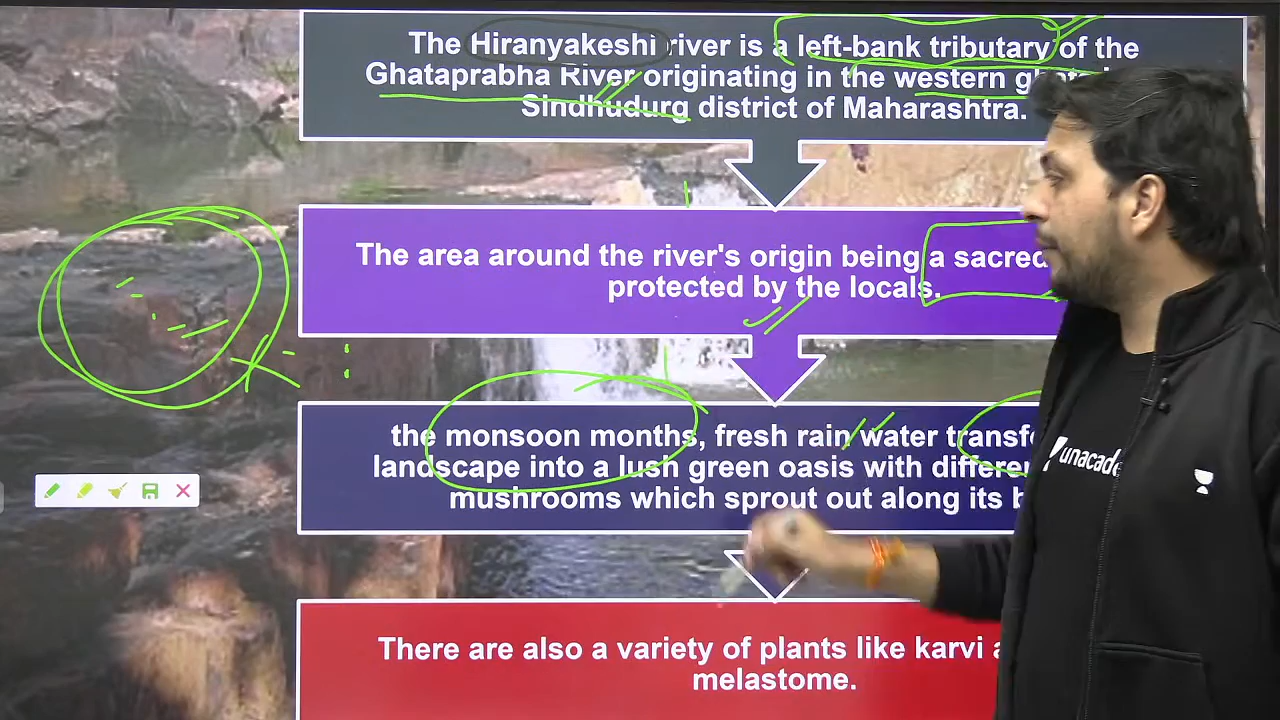 The Hiranyakeshi river is a left-bank tributary of the
Ghataprabha River originating in the western
Sindhudurg district of Maharashtra.
The area around the river's origin being a sacred
protected by the locals.
the monsoon months, fresh rain water
landscape into a lush green oasis with
mushrooms which sprout out along its
There are also a variety of plants like karvi
melastome.
unacade